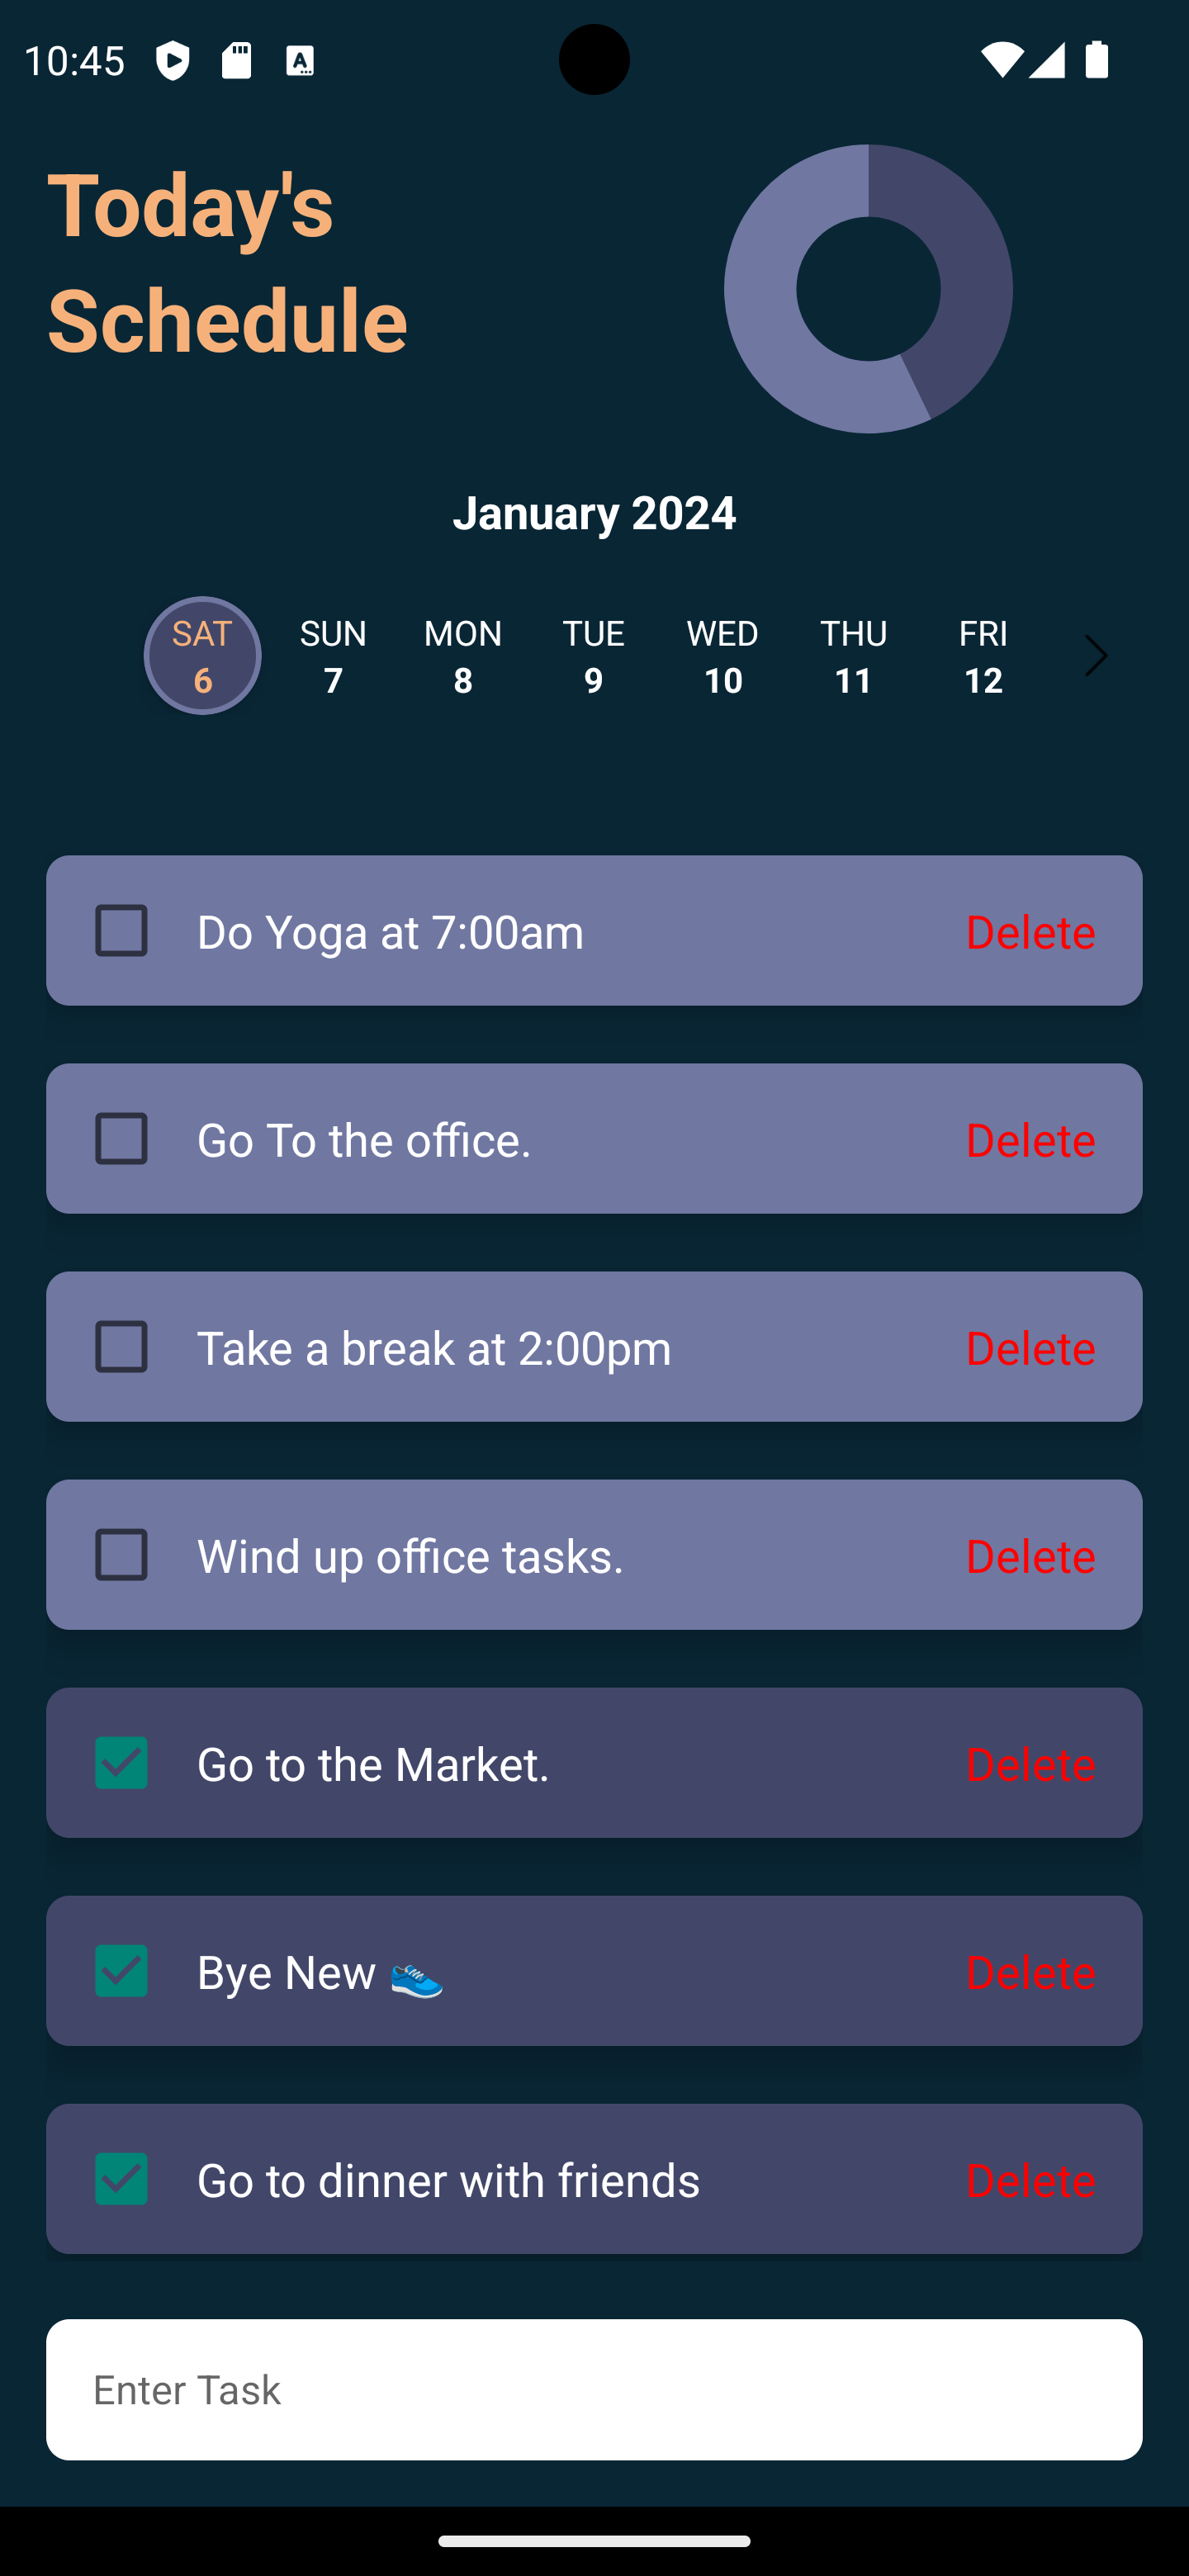 10:45
Today's
Schedule
January 2024
SAT SUN MON TUE WED THU FRI
6 7 8 9 10 11 12
Do Yoga at 7:00am Delete
Go To the office. Delete
Take a break at 2:00pm Delete
Wind up office tasks. Delete
Go to the Market. Delete
Bye New 👟 Delete
Go to dinner with friends Delete
Enter Task